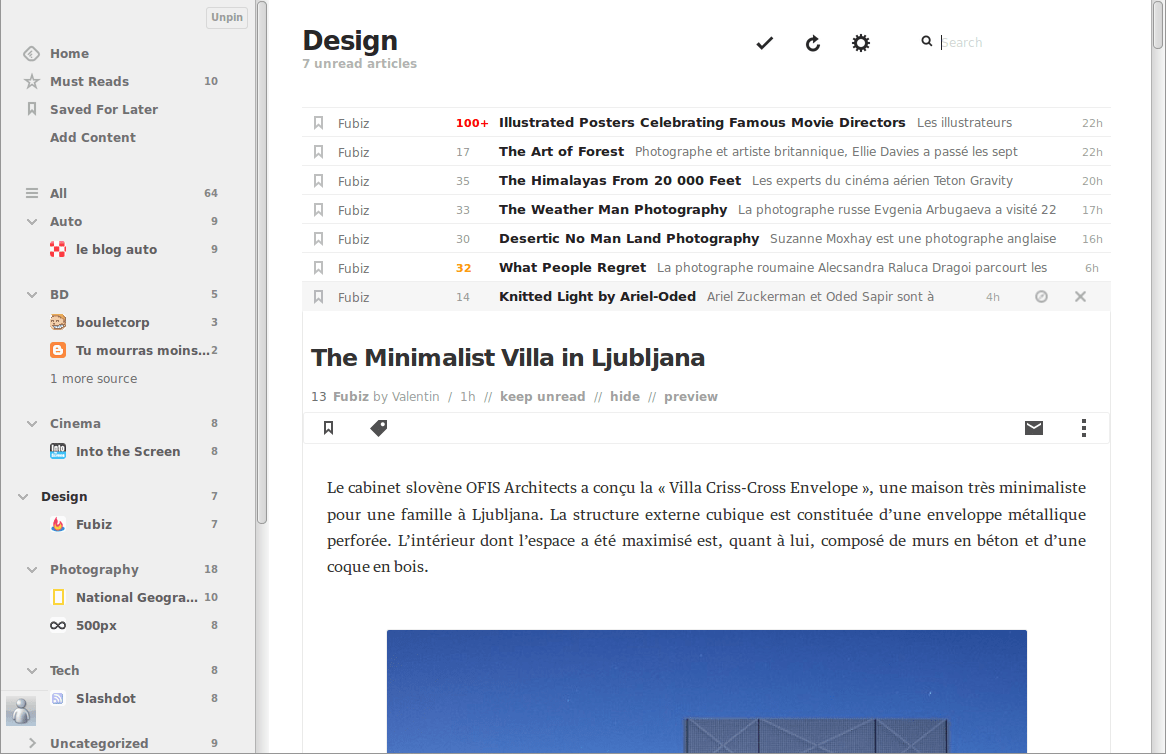 Unpin
Home
Must Reads 10
Saved For Later
Add Content
All 64
Auto 9
le blog auto 9
BD 5
bouletcorp 3
Tu mourras moins... 2
1 more source
Cinema 8
Into the Screen 8
Design 7
Fubiz 7
Photography 18
National Geogra... 10
500px 8
Tech 8
Slashdot 8
Uncategorized 9
Design
7 unread articles
Search
Fubiz 100+ Illustrated Posters Celebrating Famous Movie Directors Les illustrateurs 22h
Fubiz 17 The Art of Forest Photographe et artiste britannique, Ellie Davies a passé les sept 22h
Fubiz 35 The Himalayas From 20 000 Feet Les experts du cinéma aérien Teton Gravity 20h
Fubiz 33 The Weather Man Photography La photographe russe Evgenia Arbugaeva a visité 22 17h
Fubiz 30 Desertic No Man Land Photography Suzanne Moxhay est une photographe anglaise 16h
Fubiz 32 What People Regret La photographe roumaine Alecsandra Raluca Dragoi parcourt les 6h
Fubiz 14 Knitted Light by Ariel-Oded Ariel Zuckerman et Oded Sapir sont à 4h
The Minimalist Villa in Ljubljana
13 Fubiz by Valentin / 1h // keep unread // hide // preview
Le cabinet slovène OFIS Architects a conçu la « Villa Criss-Cross Envelope », une maison très minimaliste
pour une famille à Ljubljana. La structure externe cubique est constituée d’une enveloppe métallique
perforée. L’intérieur dont l’espace a été maximisé est, quant à lui, composé de murs en béton et d’une
coque en bois.